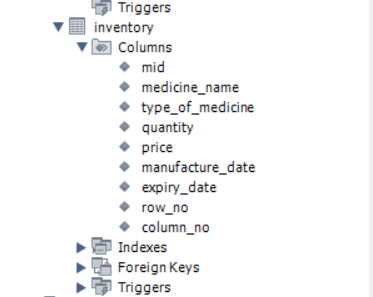 Triggers
inventory
Columns
mid
medicine_name
type_of_medicine
quantity
price
manufacture_date
expiry_date
row_no
column_no
Indexes
Foreign Keys
Triggers